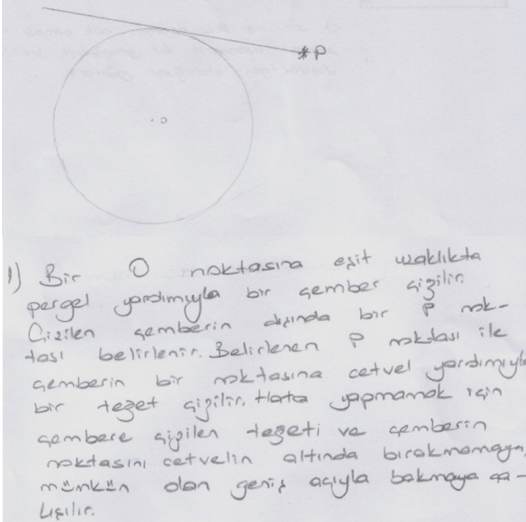 P
O
1) Bir O noktasına eşit uzaklıkta
pergel yardımıyla bir çember çizilir.
Çizilen çemberin dışında bir P nok-
tası belirlenir. Belirlenen P noktası ile
çemberin bir noktasına cetvel yardımıyla
bir teğet çizilir. Hata yapmamak için
çembere çizilen teğeti ve çemberin
noktasını cetvelin altında bırakmamaya,
mümkün olan geniş açıyla bakmaya ça-
lışılır.